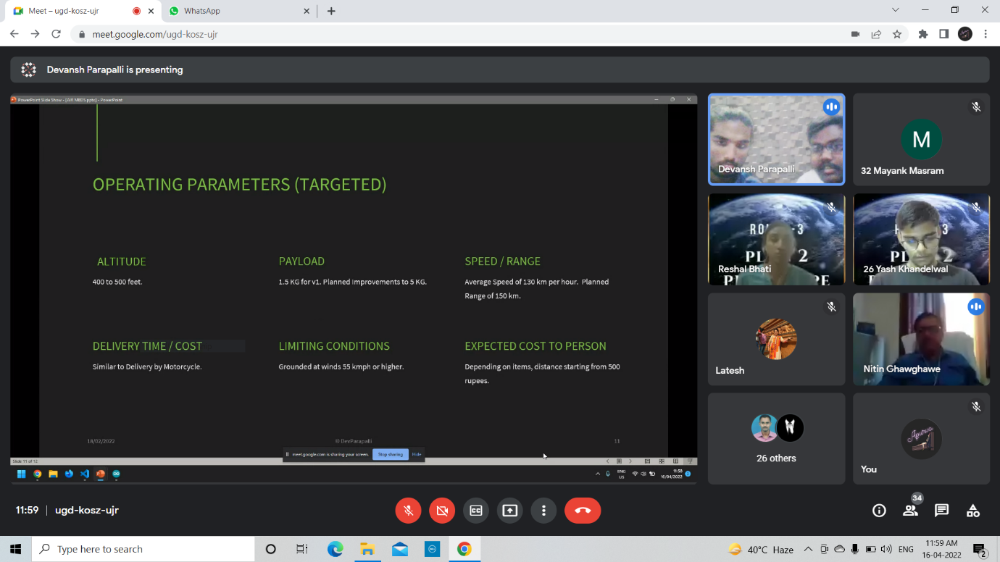 Meet – ugd-kosz-ujr
WhatsApp
meet.google.com/ugd-kosz-ujr
Devansh Parapalli is presenting
PowerPoint Slide Show - [AIR MEDS.pptx] - PowerPoint
OPERATING PARAMETERS (TARGETED)
ALTITUDE
400 to 500 feet.
PAYLOAD
1.5 KG for v1. Planned Improvements to 5 KG.
SPEED / RANGE
Average Speed of 130 km per hour. Planned
Range of 150 km.
DELIVERY TIME / COST
Similar to Delivery by Motorcycle.
LIMITING CONDITIONS
Grounded at winds 55 kmph or higher.
EXPECTED COST TO PERSON
Depending on items, distance starting from 500
rupees.
18/02/2022
© DevParapalli
11
meet.google.com is sharing your screen.
Stop sharing
Hide
Slide 11 of 12
ENG
US
11:58
16/04/2022
Devansh Parapalli
M
32 Mayank Masram
Reshal Bhati
26 Yash Khandelwal
Latesh
Nitin Ghawghawe
26 others
You
11:59 | ugd-kosz-ujr
34
Type here to search
40°C Haze
ENG
11:59 AM
16-04-2022
2